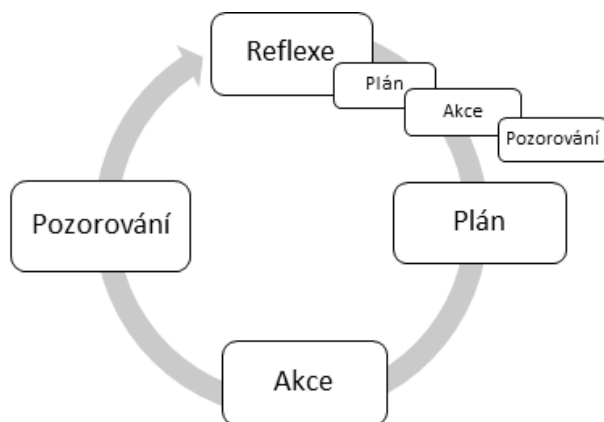 Reflexe
Plán
Akce
Pozorování
Pozorování
Plán
Akce